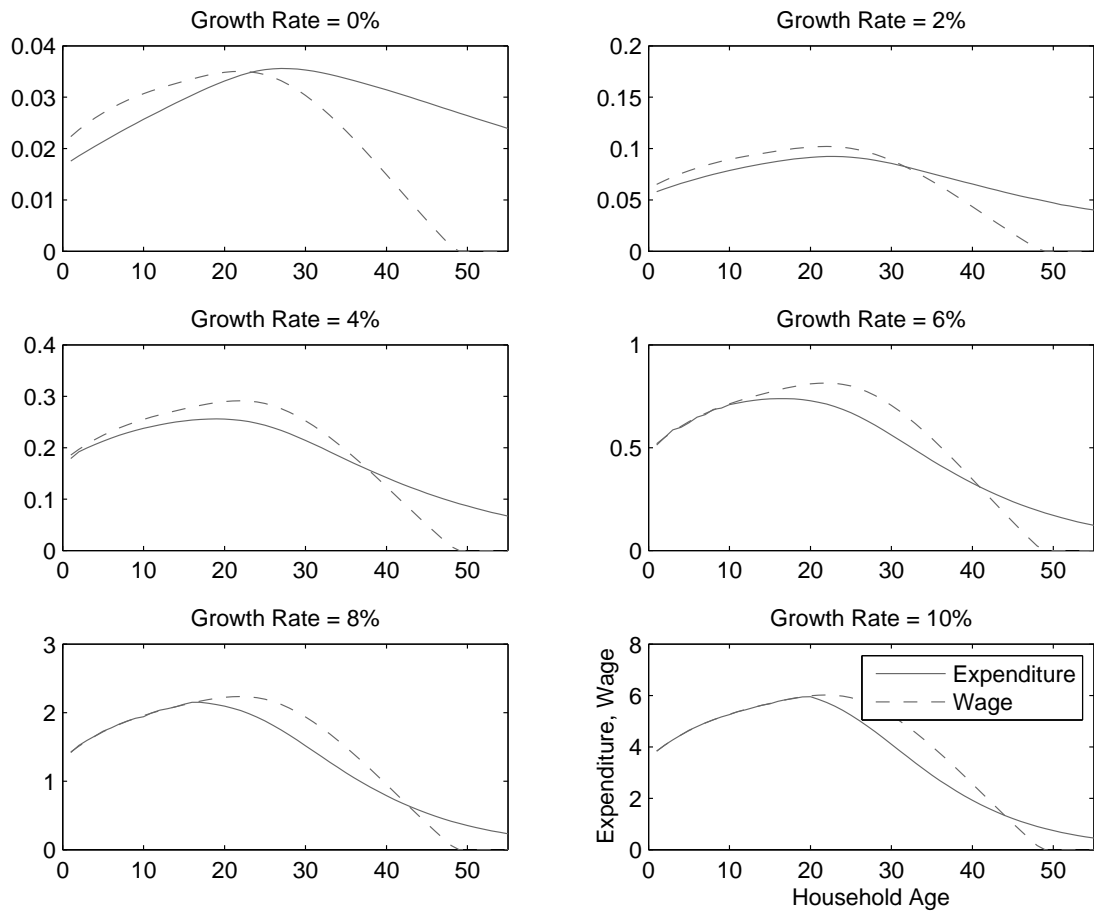 Growth Rate = 0%
0.04
0.03
0.02
0.01
0
0 10 20 30 40 50
Growth Rate = 2%
0.2
0.15
0.1
0.05
0
0 10 20 30 40 50
Growth Rate = 4%
0.4
0.3
0.2
0.1
0
0 10 20 30 40 50
Growth Rate = 6%
1
0.5
0
0 10 20 30 40 50
Growth Rate = 8%
3
2
1
0
0 10 20 30 40 50
Growth Rate = 10%
8
6
4
2
0
Expenditure, Wage
Expenditure
Wage
0 10 20 30 40 50
Household Age